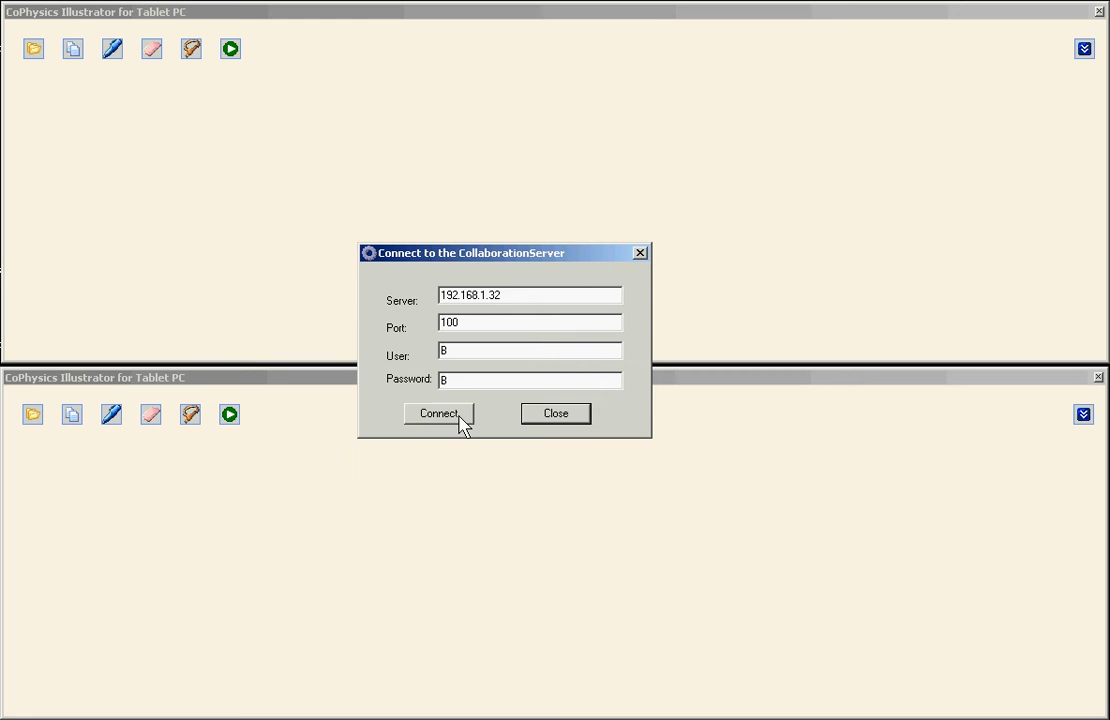 CoPhysics Illustrator for Tablet PC
Connect to the CollaborationServer
Server: 192.168.1.32
Port: 100
User: B
Password: B
Connect Close
CoPhysics Illustrator for Tablet PC